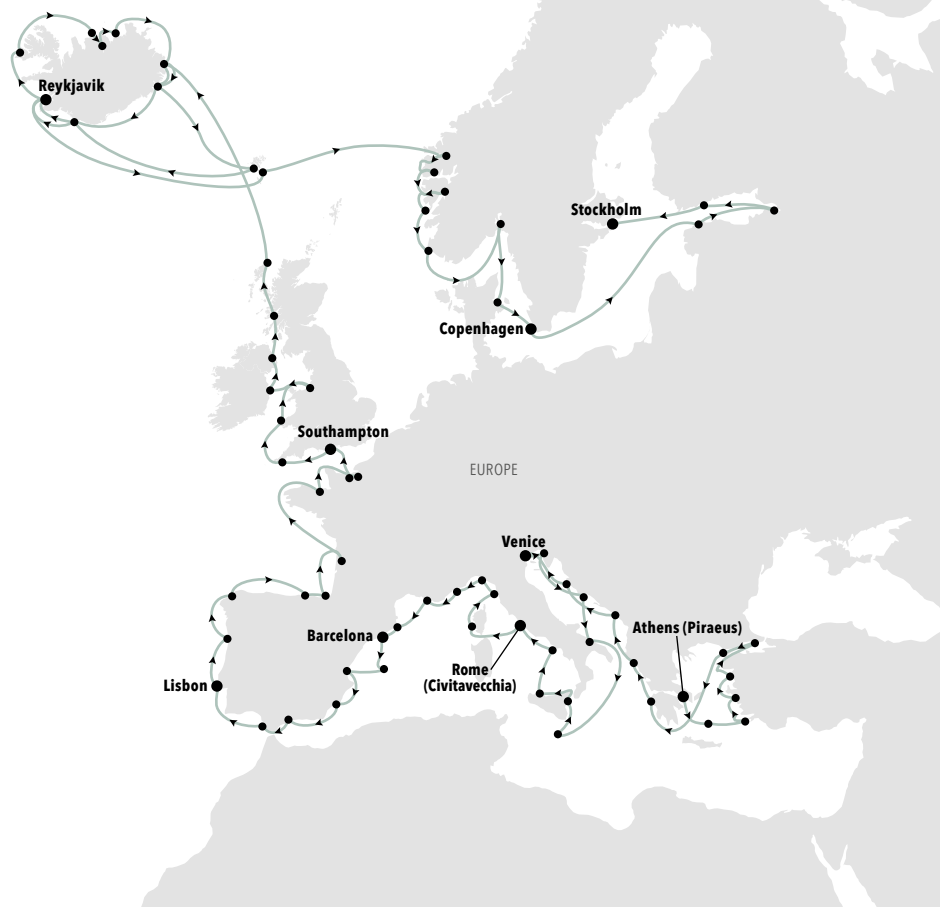 Reykjavik
Stockholm
Copenhagen
Southampton
EUROPE
Venice
Athens (Piraeus)
Barcelona
Rome
(Civitavecchia)
Lisbon